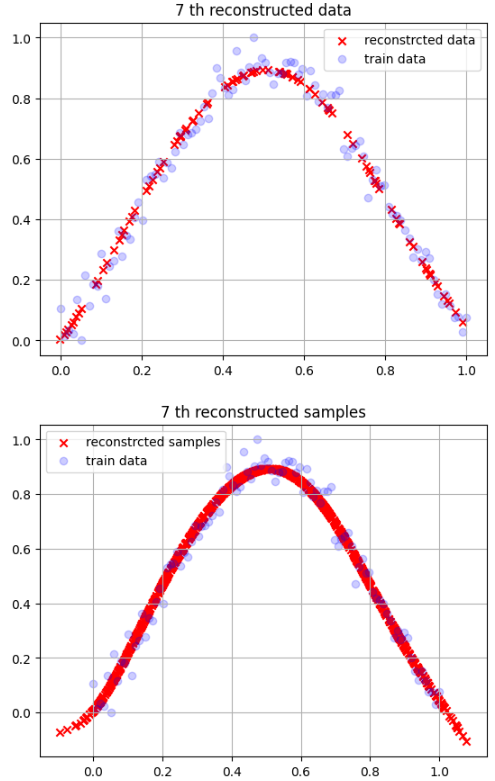 7 th reconstructed data
1.0
0.8
0.6
0.4
0.2
0.0
reconstrcted data
train data
0.0 0.2 0.4 0.6 0.8 1.0
7 th reconstructed samples
1.0
0.8
0.6
0.4
0.2
0.0
reconstrcted samples
train data
0.0 0.2 0.4 0.6 0.8 1.0